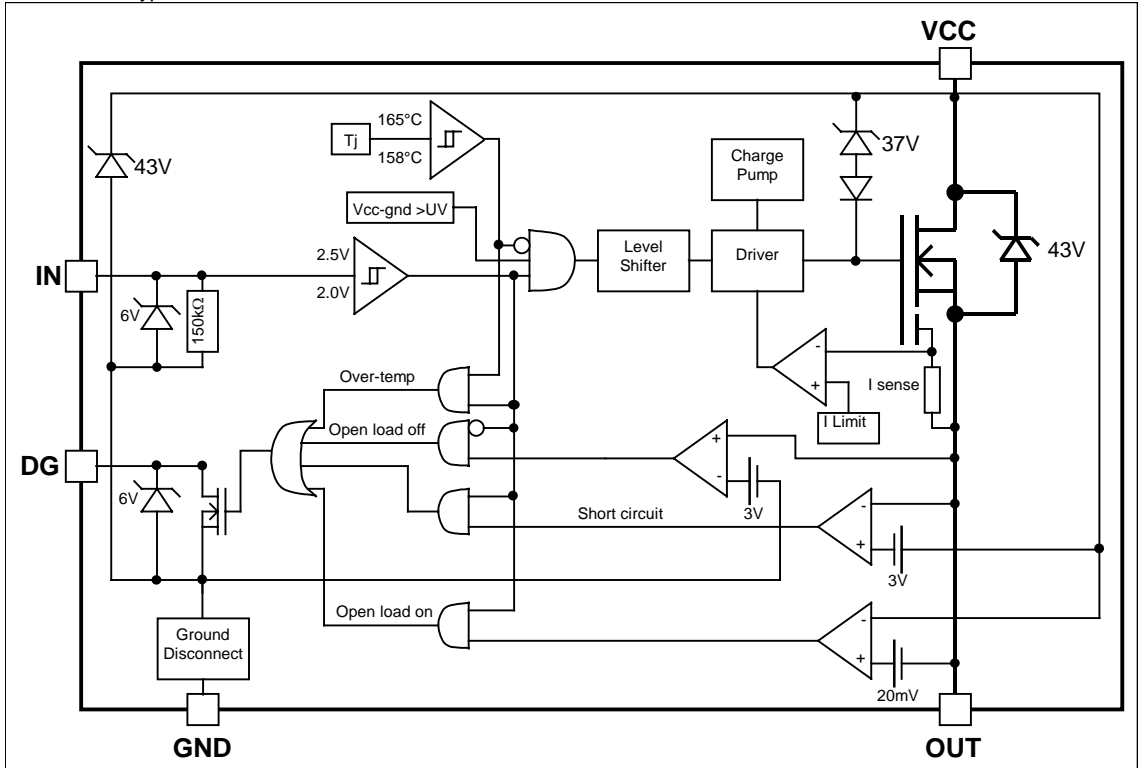 VCC
43V
165°C
Tj
158°C
Charge
Pump
37V
Vcc-gnd >UV
Level
Shifter
Driver
43V
IN
2.5V
2.0V
6V
150kΩ
-
+
I sense
I Limit
Over-temp
Open load off
+
-
3V
DG
6V
Short circuit
-
+
3V
Open load on
-
+
20mV
Ground
Disconnect
GND
OUT